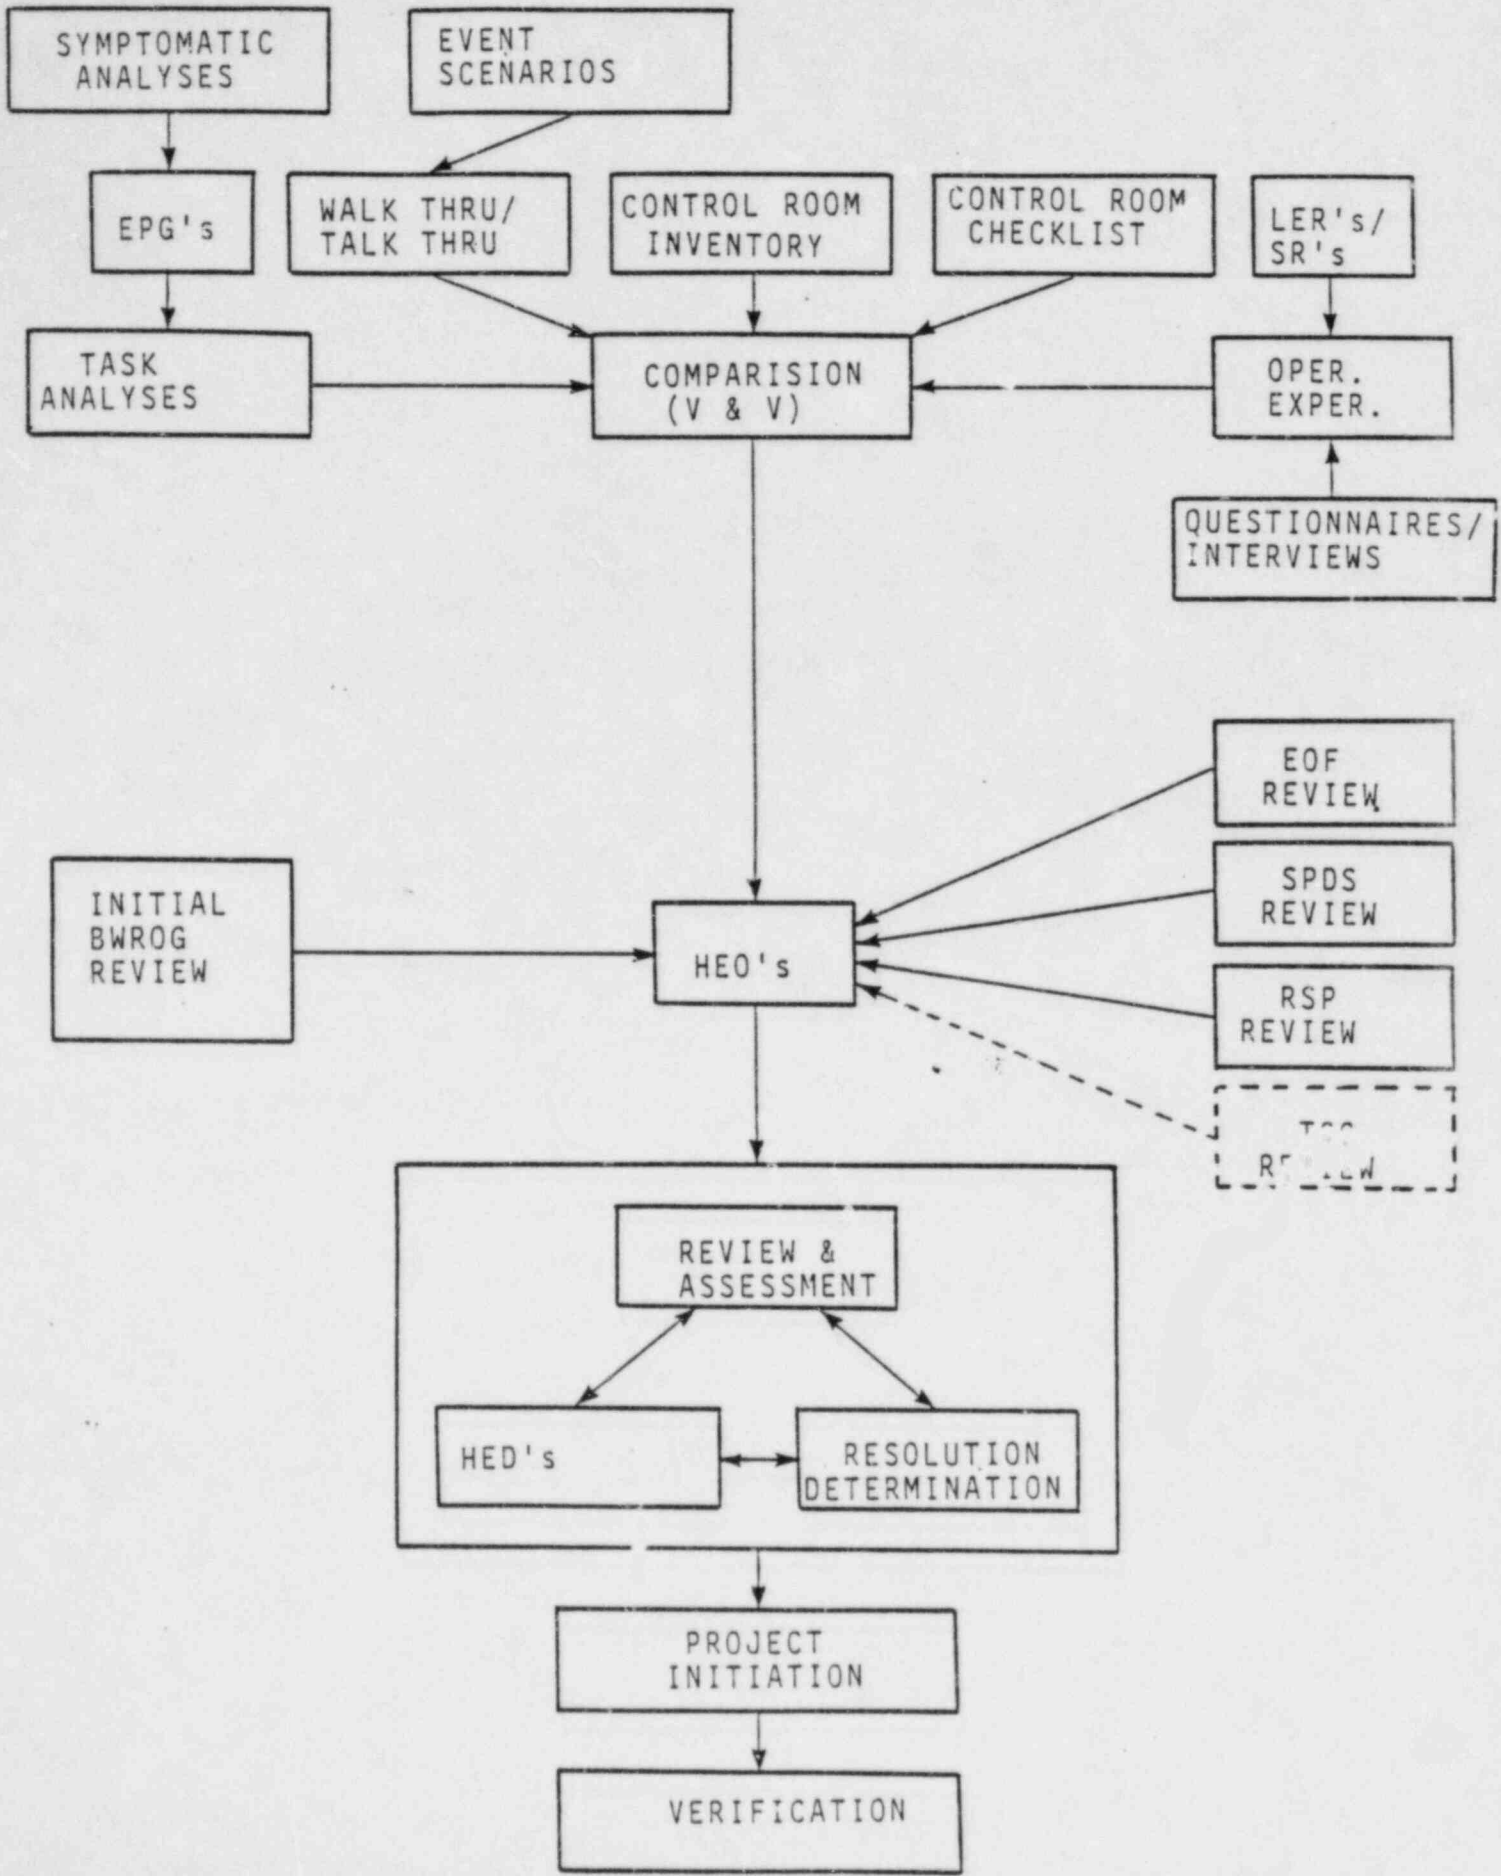 SYMPTOMATIC
ANALYSES
EVENT
SCENARIOS
EPG's
WALK THRU/
TALK THRU
CONTROL ROOM
INVENTORY
CONTROL ROOM
CHECKLIST
LER's/
SR's
TASK
ANALYSES
COMPARISION
(V & V)
OPER.
EXPER.
QUESTIONNAIRES/
INTERVIEWS
EOF
REVIEW
SPDS
REVIEW
INITIAL
BWROG
REVIEW
HEO's
RSP
REVIEW
REVIEW
REVIEW &
ASSESSMENT
HED's
RESOLUTION
DETERMINATION
PROJECT
INITIATION
VERIFICATION